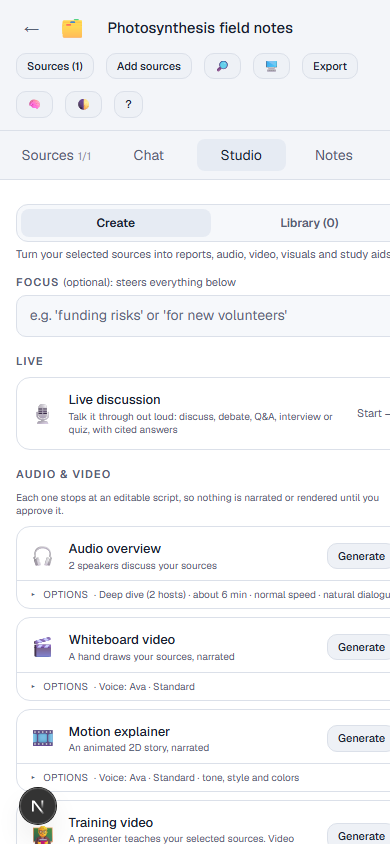 ← Photosynthesis field notes
Sources (1) Add sources Export
?
Sources 1/1 Chat Studio Notes
Create Library (0)
Turn your selected sources into reports, audio, video, visuals and study aids
FOCUS (optional): steers everything below
e.g. 'funding risks' or 'for new volunteers'
LIVE
Live discussion
Talk it through out loud: discuss, debate, Q&A, interview or
quiz, with cited answers
Start
AUDIO & VIDEO
Each one stops at an editable script, so nothing is narrated or rendered until you
approve it.
Audio overview
2 speakers discuss your sources
Generate
OPTIONS · Deep dive (2 hosts) · about 6 min · normal speed · natural
Whiteboard video
A hand draws your sources, narrated
Generate
OPTIONS · Voice: Ava · Standard
Motion explainer
An animated 2D story, narrated
Generate
OPTIONS · Voice: Ava · Standard · tone, style and colors
N
Training video
A presenter teaches your selected sources. Video
Generate